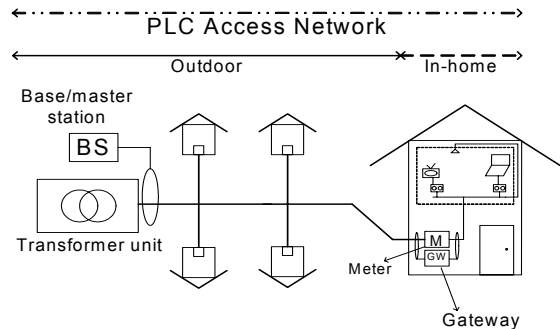 PLC Access Network
Outdoor
In-home
Base/master
station
BS
Transformer unit
M
GW
Meter
Gateway